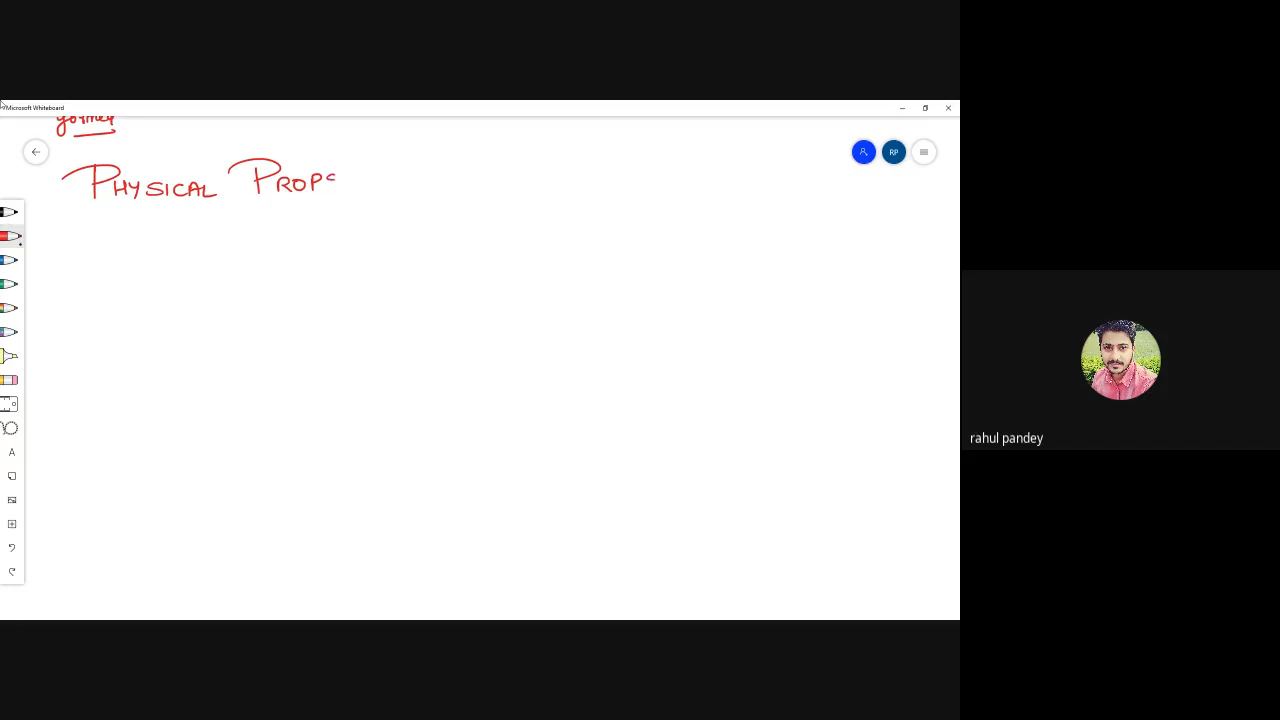 Microsoft Whiteboard
RP
PHYSICAL PROP
A
rahul pandey